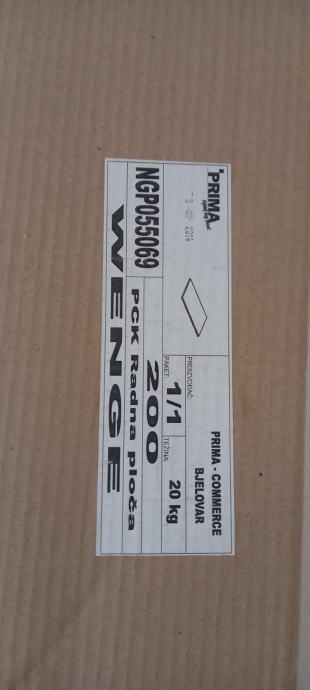 PRIMA
PROIZVOĐAČ:
PRIMA - COMMERCE
BJELOVAR
PAKET:
1/1
TEŽINA:
20 kg
NGP055069
200
PCK Radna ploča
WENGE